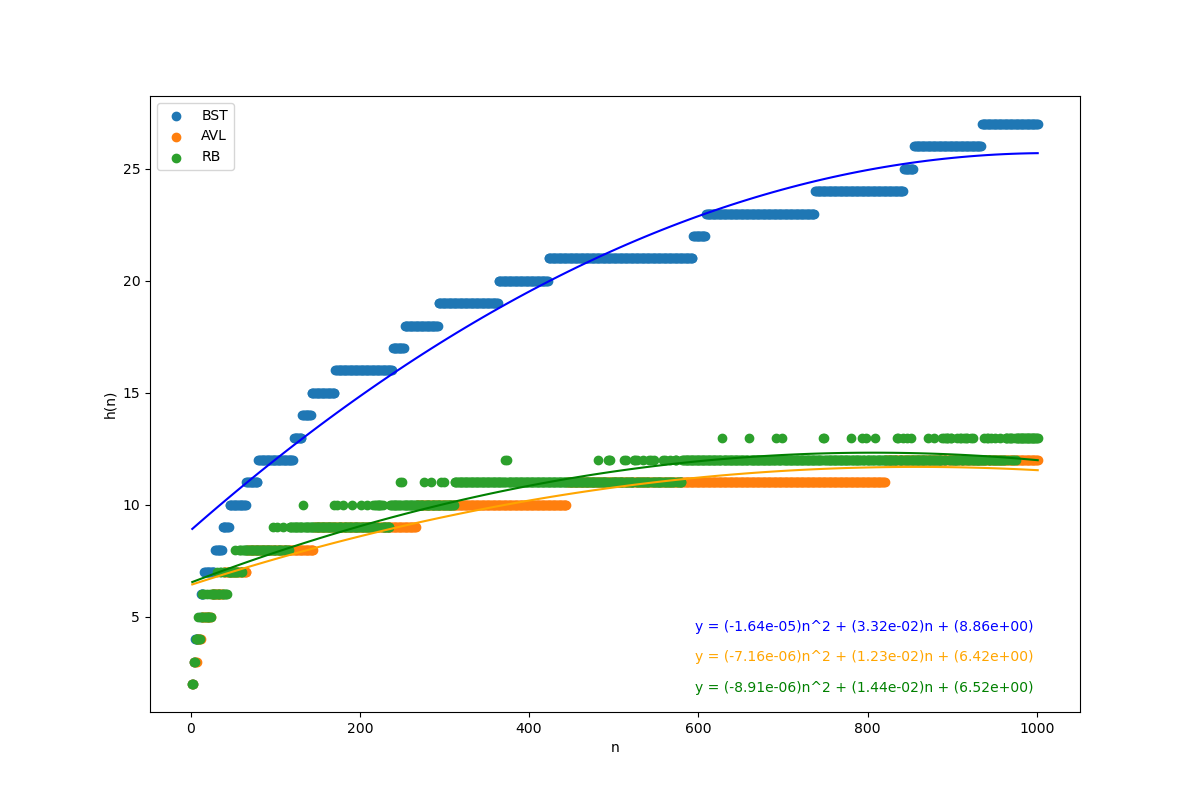 BST
AVL
RB
25
20
15
10
5
h(n)
y = (-1.64e-05)n^2 + (3.32e-02)n + (8.86e+00)
y = (-7.16e-06)n^2 + (1.23e-02)n + (6.42e+00)
y = (-8.91e-06)n^2 + (1.44e-02)n + (6.52e+00)
0 200 400 600 800 1000
n